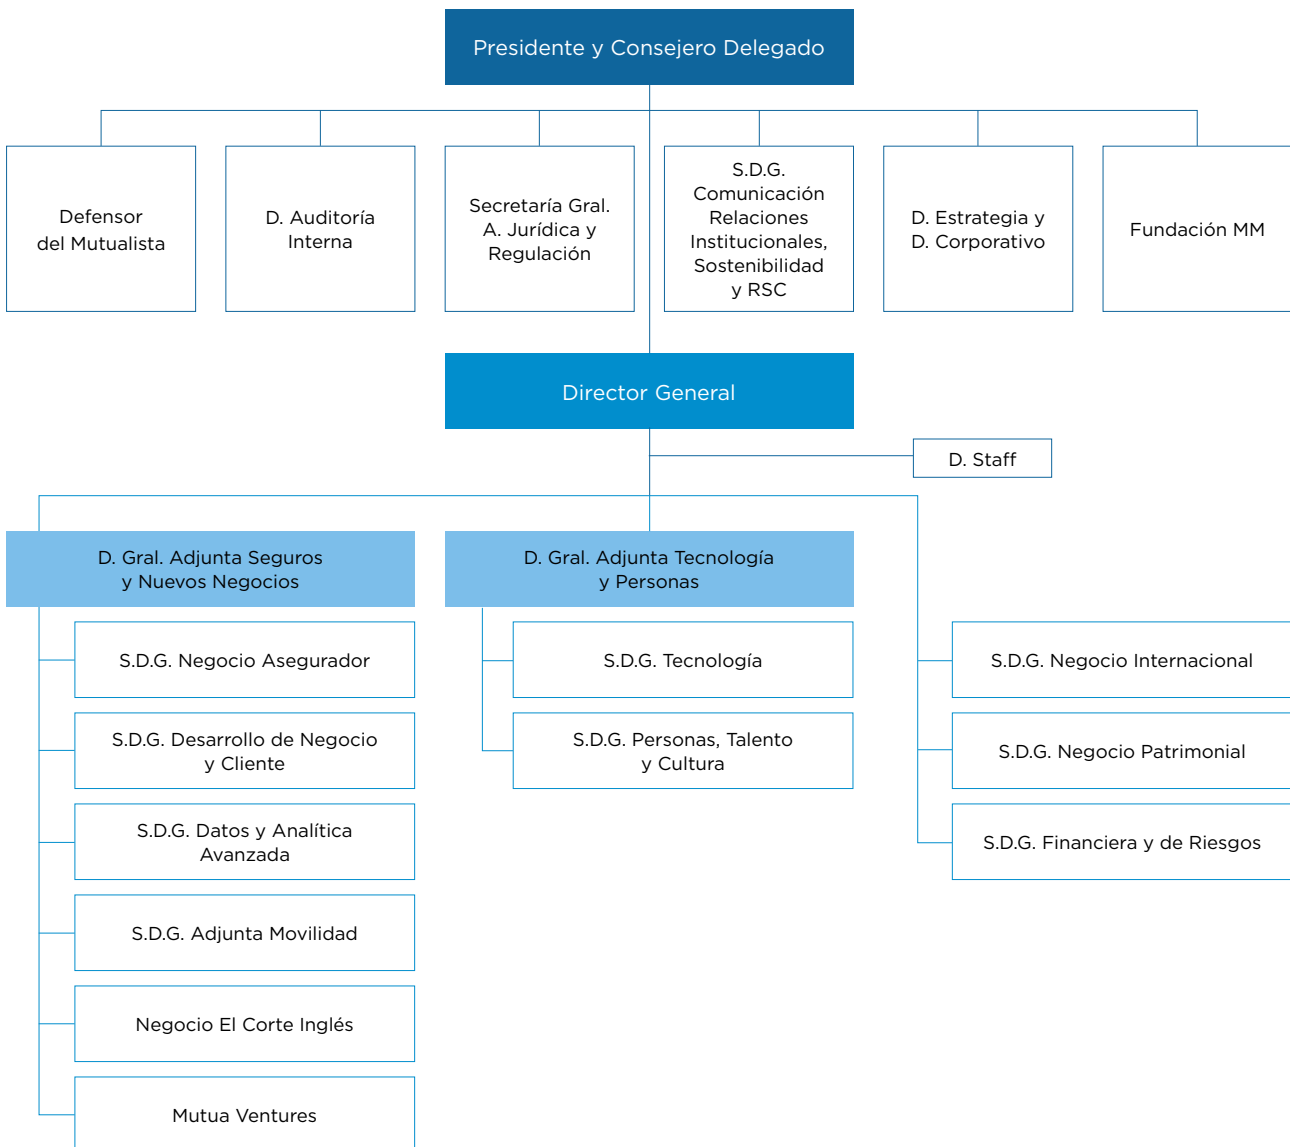 Presidente y Consejero Delegado
Defensor
del Mutualista
D. Auditoría
Interna
Secretaría Gral.
A. Jurídica y
Regulación
S.D.G.
Comunicación
Relaciones
Institucionales,
Sostenibilidad
y RSC
D. Estrategia y
D. Corporativo
Fundación MM
Director General
D. Staff
D. Gral. Adjunta Seguros
y Nuevos Negocios
S.D.G. Negocio Asegurador
S.D.G. Desarrollo de Negocio
y Cliente
S.D.G. Datos y Analítica
Avanzada
S.D.G. Adjunta Movilidad
Negocio El Corte Inglés
Mutua Ventures
D. Gral. Adjunta Tecnología
y Personas
S.D.G. Tecnología
S.D.G. Personas, Talento
y Cultura
S.D.G. Negocio Internacional
S.D.G. Negocio Patrimonial
S.D.G. Financiera y de Riesgos